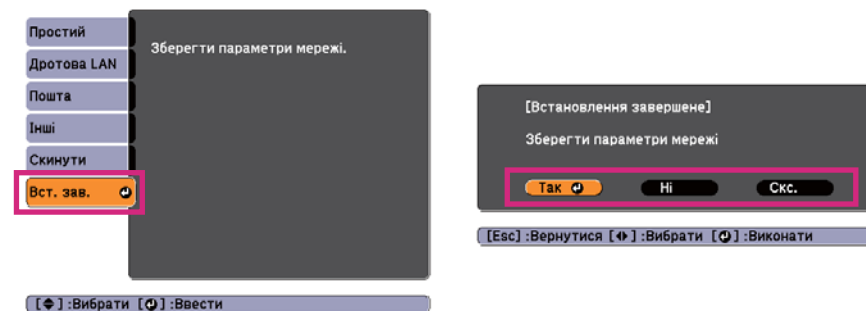 Простий
Дротова LAN
Пошта
Інші
Скинути
Вст. зав.
Зберегти параметри мережі.
[ ] :Вибрати [ ] :Ввести
[Встановлення завершене]
Зберегти параметри мережі
Так Ні Скс.
[Esc] :Вернутися [ ] :Вибрати [ ] :Виконати